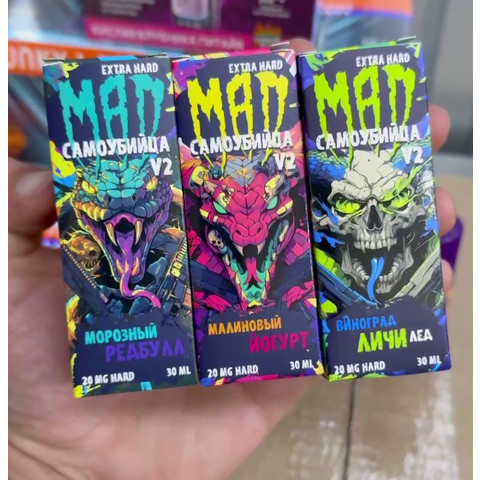 EXTRA HARD
MAD
САМОУБИЙЦА
V2
МОРОЗНЫЙ
РЕДБУЛЛ
20 MG HARD 30 ML
EXTRA HARD
MAD
САМОУБИЙЦА
V2
МАЛИНОВЫЙ
ЙОГУРТ
20 MG HARD 30 ML
EXTRA HARD
MAD
САМОУБИЙЦА
V2
ВИНОГРАД
ЛИЧИ ЛЕД
20 MG HARD 30 ML